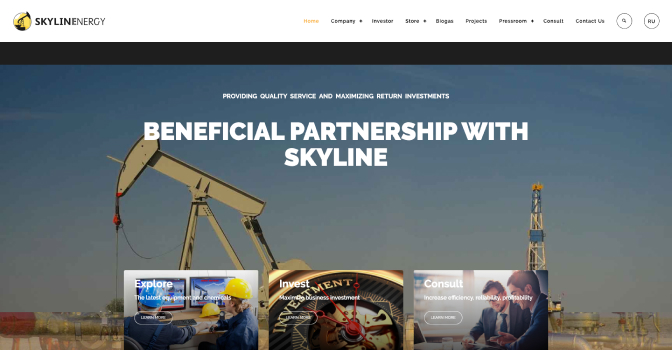 SKYLINENERGY
Home Company + Investor Store + Biogas Projects Pressroom + Consult Contact Us RU
PROVIDING QUALITY SERVICE AND MAXIMIZING RETURN INVESTMENTS
BENEFICIAL PARTNERSHIP WITH
SKYLINE
Explore
The latest equipment and chemicals
LEARN MORE
Invest
INVESTMENT
Maximize business investment
LEARN MORE
Consult
Increase efficiency, reliability, profitability
LEARN MORE